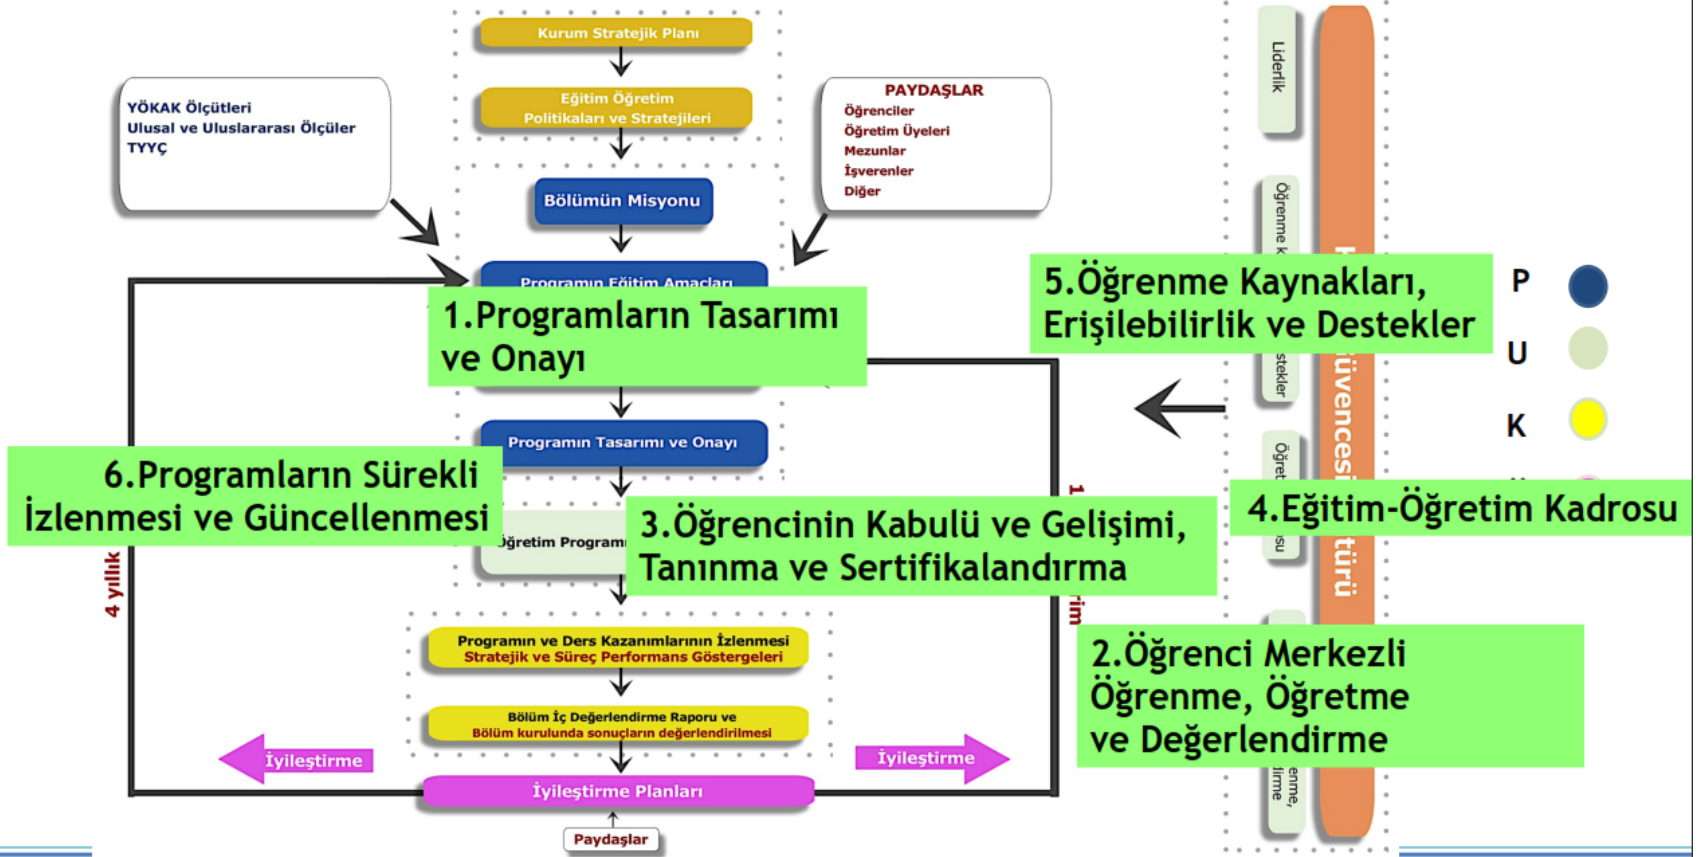 Kurum Stratejik Planı
Eğitim Öğretim
Politikaları ve Stratejileri
YÖKAK Ölçütleri
Ulusal ve Uluslararası Ölçüler
TYYÇ
PAYDAŞLAR
Öğrenciler
Öğretim Üyeleri
Mezunlar
İşverenler
Diğer
Bölümün Misyonu
Programın Eğitim Amaçları
1.Programların Tasarımı
ve Onayı
Programın Tasarımı ve Onayı
6.Programların Sürekli
İzlenmesi ve Güncellenmesi
3.Öğrencinin Kabulü ve Gelişimi,
Tanınma ve Sertifikalandırma
4 yıllık
Programın ve Ders Kazanımlarının İzlenmesi
Stratejik ve Süreç Performans Göstergeleri
Bölüm İç Değerlendirme Raporu ve
Bölüm kurulunda sonuçların değerlendirilmesi
İyileştirme
İyileştirme
İyileştirme Planları
Paydaşlar
Liderlik
5.Öğrenme Kaynakları,
Erişilebilirlik ve Destekler
4.Eğitim-Öğretim Kadrosu
2.Öğrenci Merkezli
Öğrenme, Öğretme
ve Değerlendirme
P
U
K